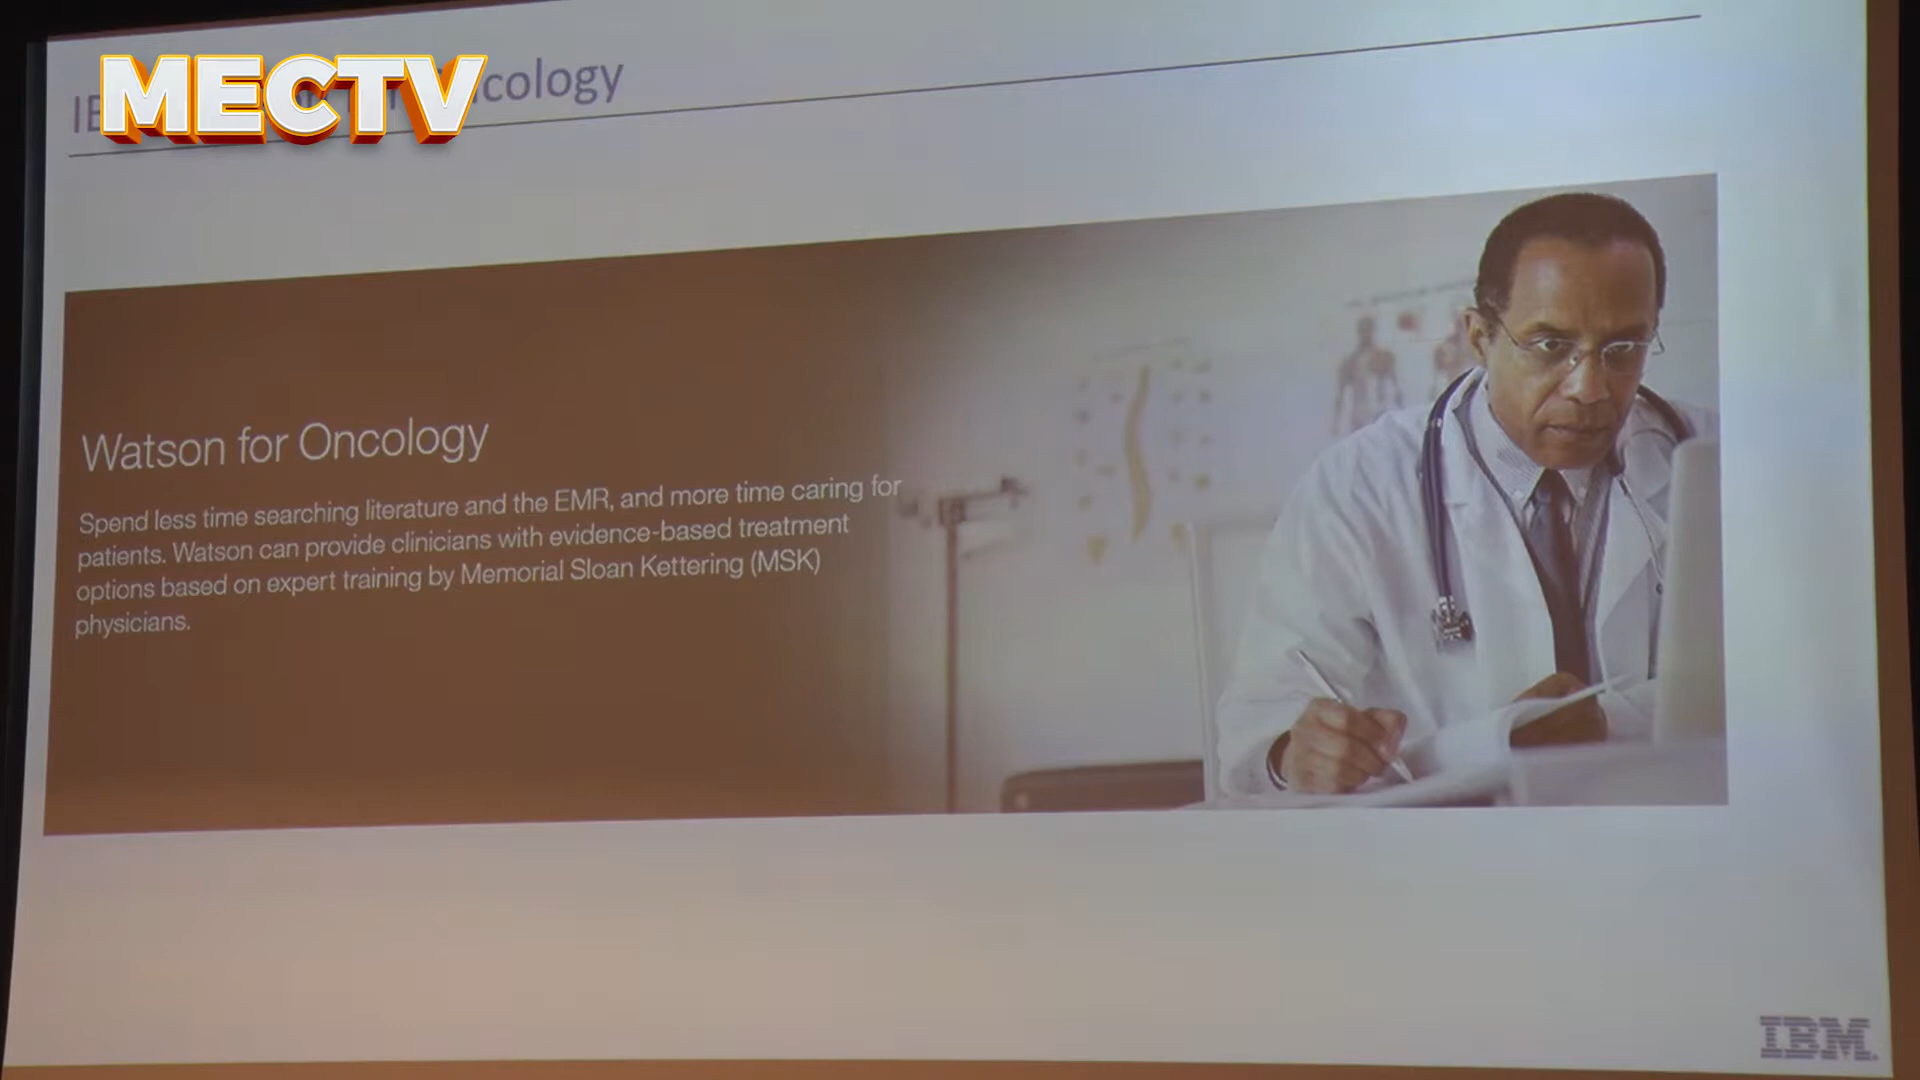 MECTV
Watson for Oncology
Spend less time searching literature and the EMR, and more time caring for
patients. Watson can provide clinicians with evidence-based treatment
options based on expert training by Memorial Sloan Kettering (MSK)
physicians.
IBM